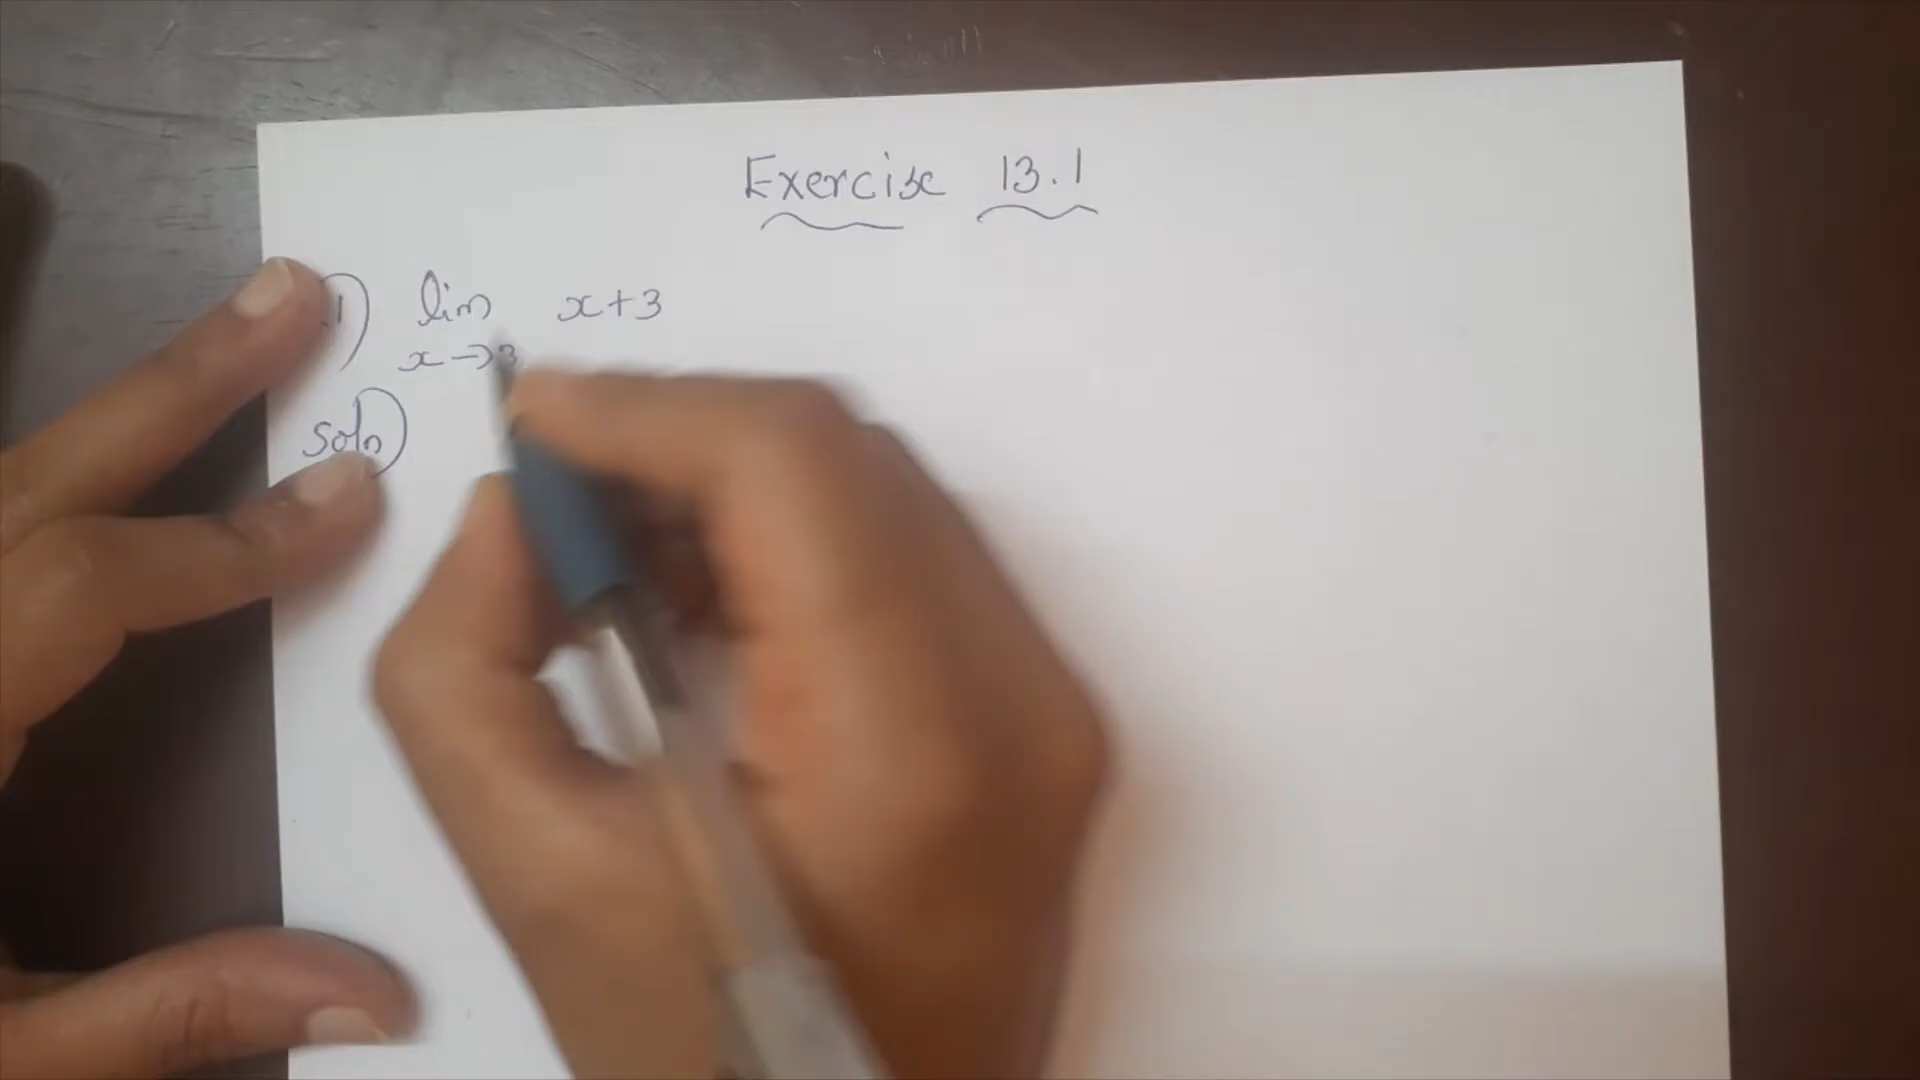 Exercise 13.1
.1) lim x+3
x→3
soln)